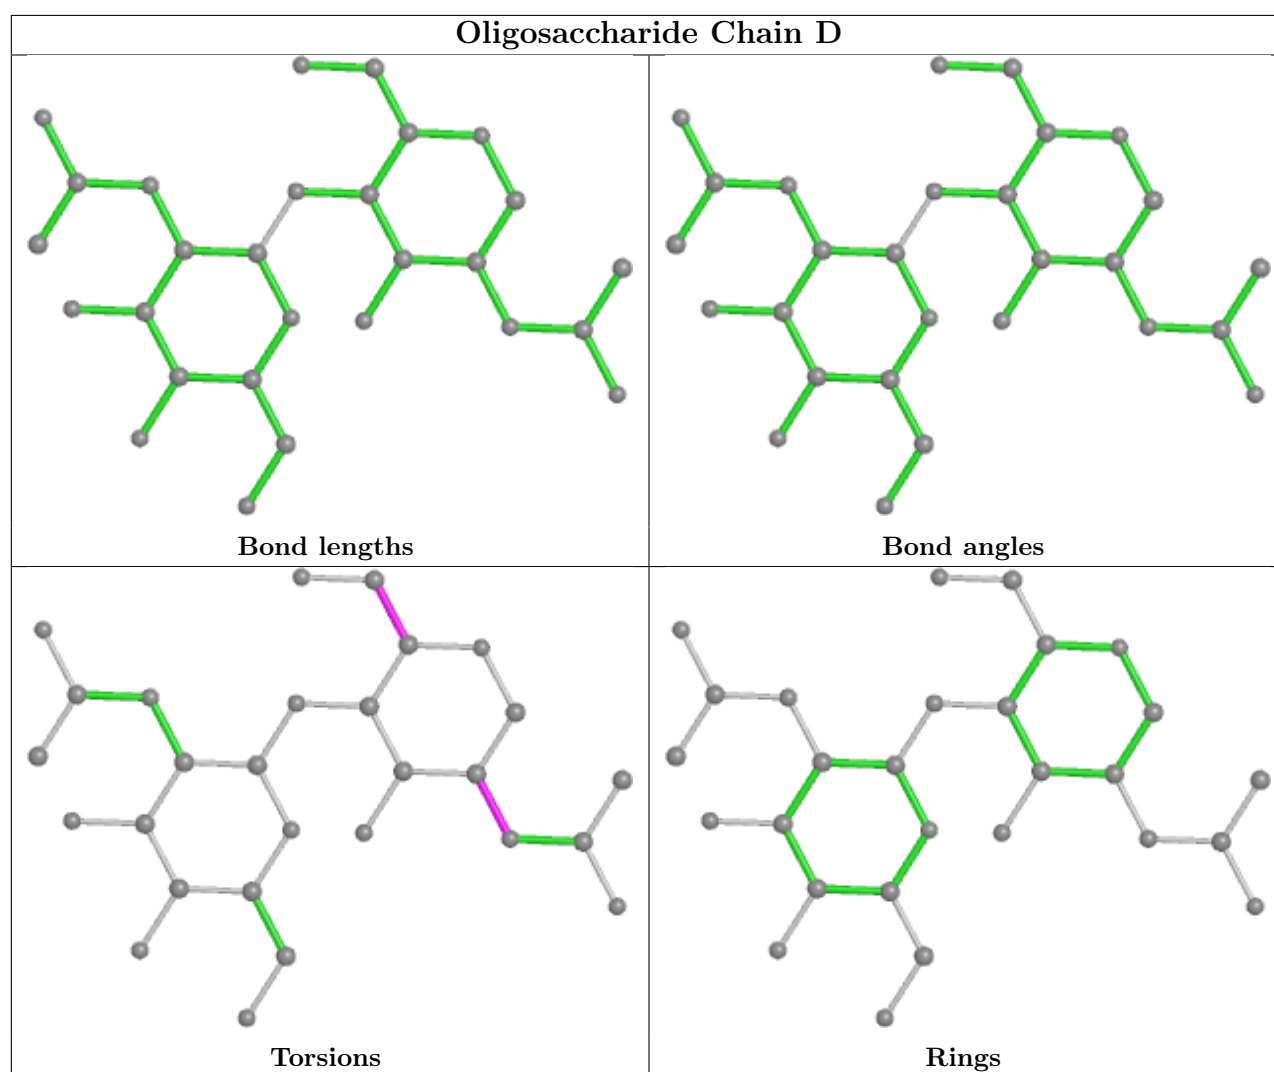 Oligosaccharide Chain D
Bond lengths
Bond angles
Torsions
Rings